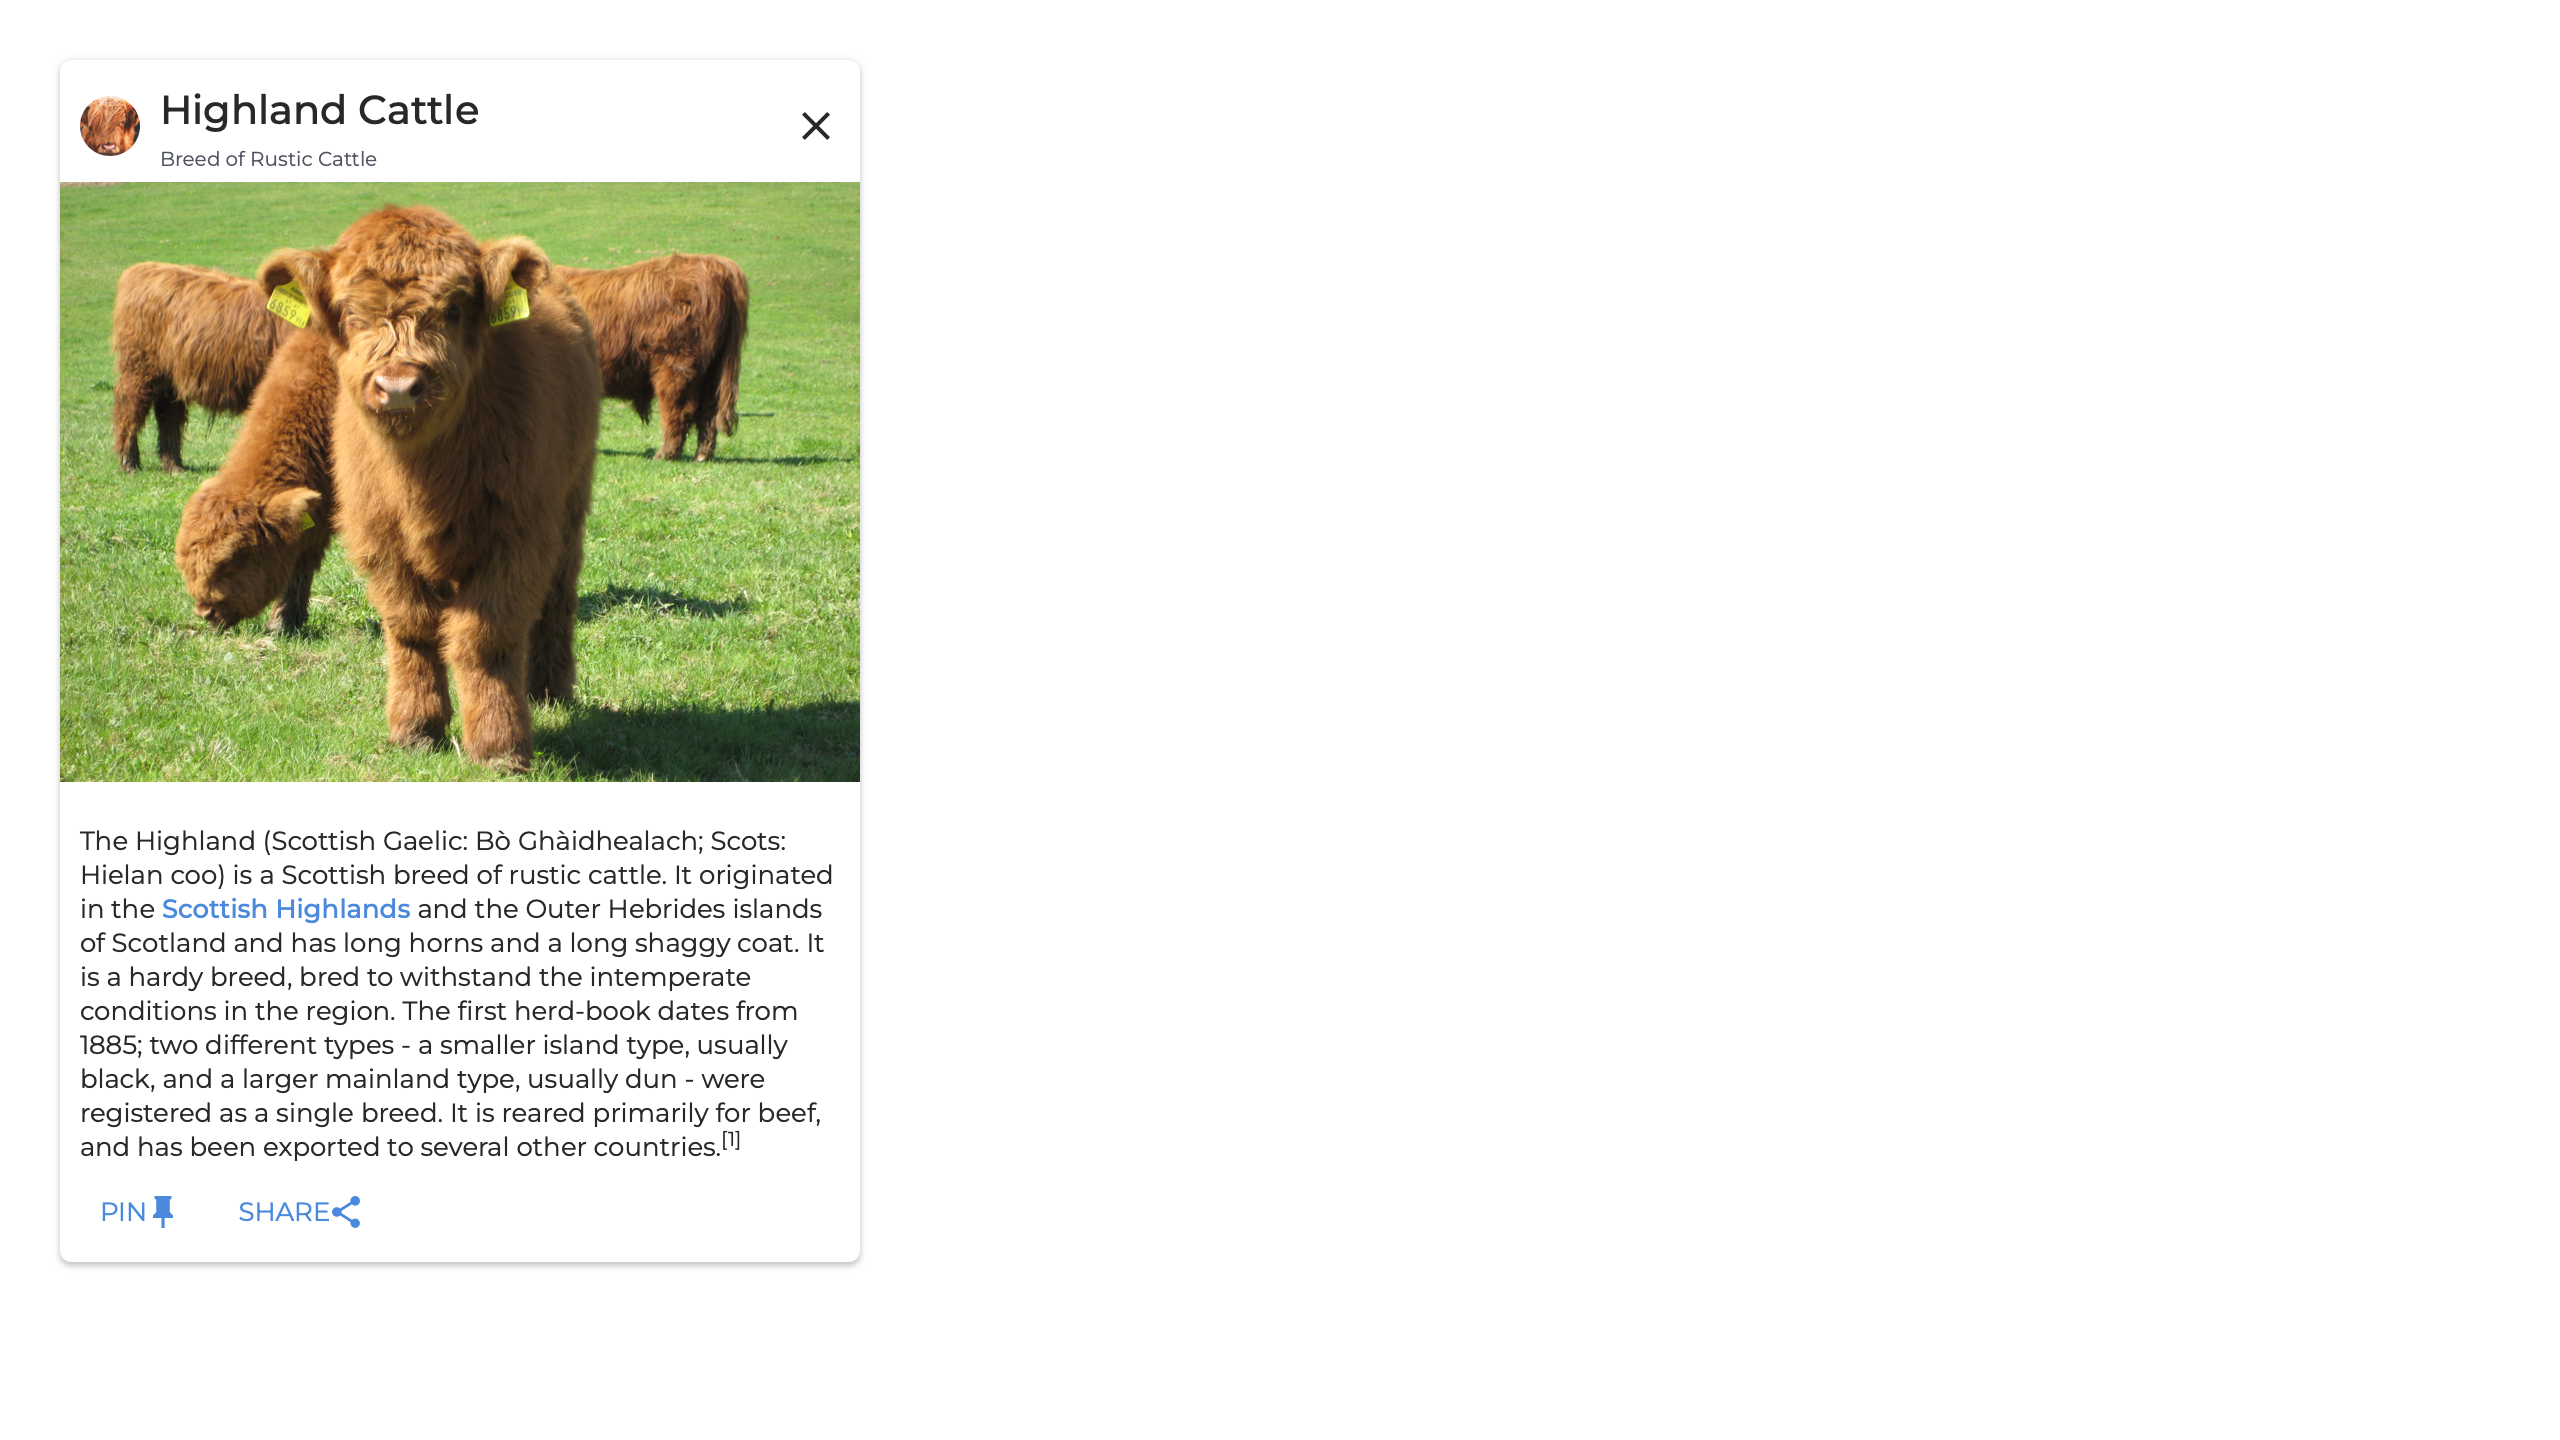 Highland Cattle
Breed of Rustic Cattle
6859
6859
The Highland (Scottish Gaelic: Bò Ghàidhealach; Scots:
Hielan coo) is a Scottish breed of rustic cattle. It originated
in the Scottish Highlands and the Outer Hebrides islands
of Scotland and has long horns and a long shaggy coat. It
is a hardy breed, bred to withstand the intemperate
conditions in the region. The first herd-book dates from
1885; two different types - a smaller island type, usually
black, and a larger mainland type, usually dun - were
registered as a single breed. It is reared primarily for beef,
and has been exported to several other countries.[1]
PIN SHARE